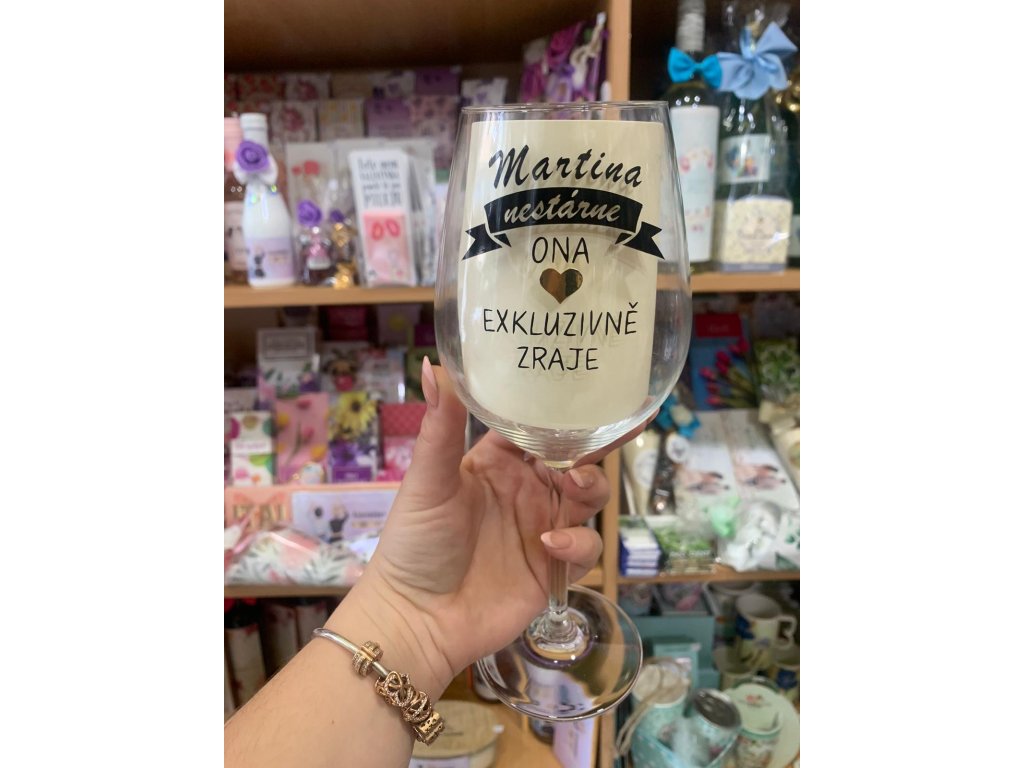 Martina
nestárne
ONA
EXKLUZIVNĚ
ZRAJE